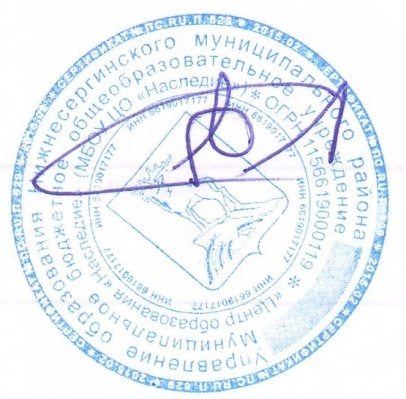 СЕРТИФИКАТ № ПС.RU.П.829 * 2015.02 *
Управление образования Нижнесергинского муниципального района
Муниципальное бюджетное общеобразовательное учреждение
«Центр образования «Наследие» (МБОУ ЦО «Наследие») * ОГРН 1156619000119 *
ИНН 6619017177